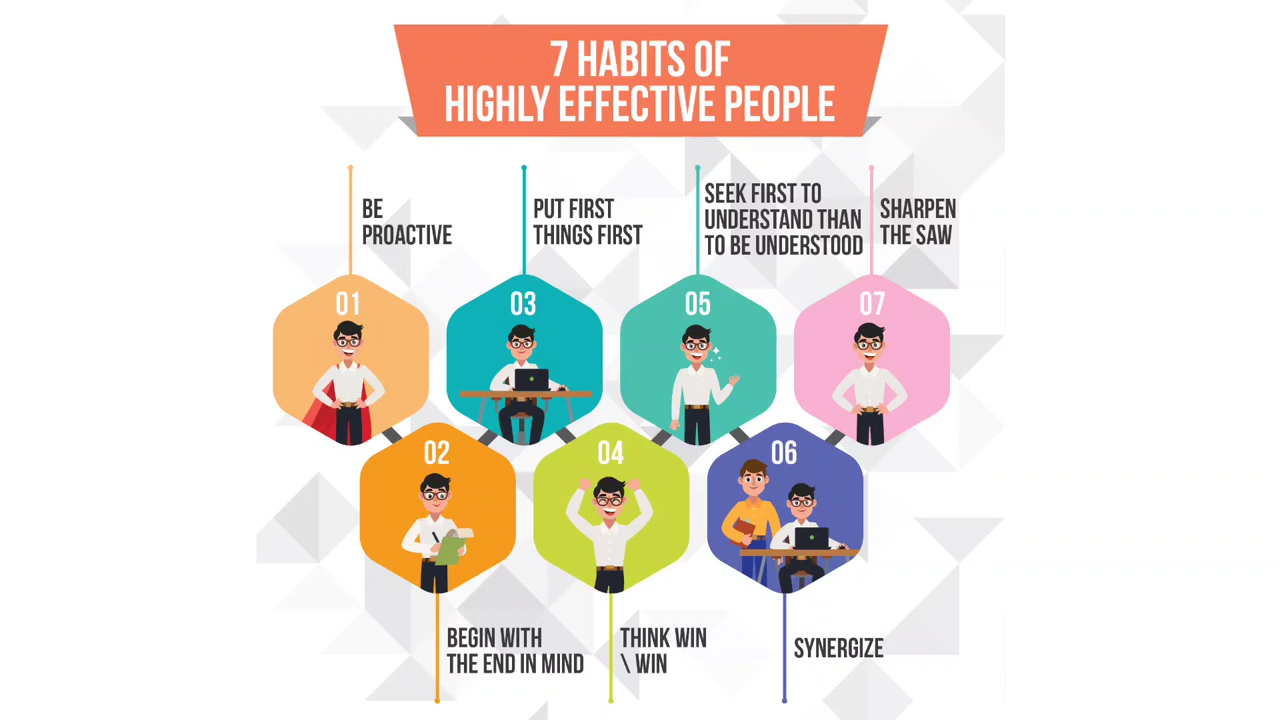 7 HABITS OF
HIGHLY EFFECTIVE PEOPLE
BE
PROACTIVE
01
02
BEGIN WITH
THE END IN MIND
PUT FIRST
THINGS FIRST
03
04
THINK WIN
\ WIN
SEEK FIRST TO
UNDERSTAND THAN
TO BE UNDERSTOOD
05
06
SYNERGIZE
SHARPEN
THE SAW
07